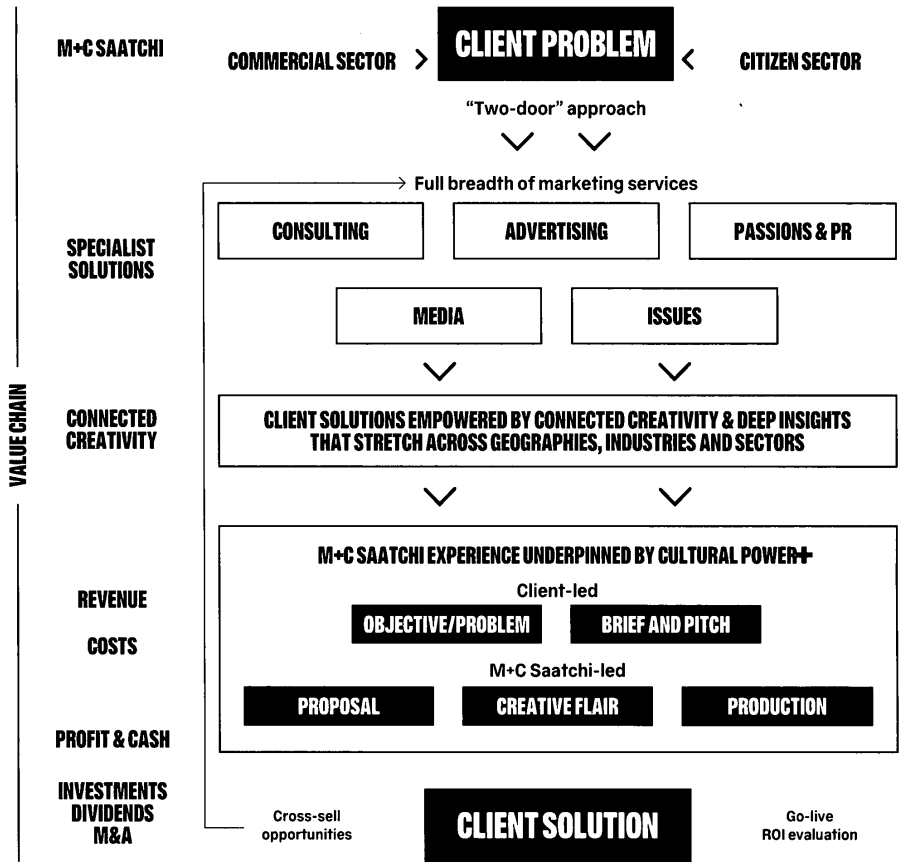 M+C SAATCHI
COMMERCIAL SECTOR
CLIENT PROBLEM
CITIZEN SECTOR
“Two-door” approach
Full breadth of marketing services
SPECIALIST
SOLUTIONS
CONSULTING
ADVERTISING
PASSIONS & PR
MEDIA
ISSUES
VALUE CHAIN
CONNECTED
CREATIVITY
CLIENT SOLUTIONS EMPOWERED BY CONNECTED CREATIVITY & DEEP INSIGHTS
THAT STRETCH ACROSS GEOGRAPHIES, INDUSTRIES AND SECTORS
M+C SAATCHI EXPERIENCE UNDERPINNED BY CULTURAL POWER+
Client-led
REVENUE
OBJECTIVE/PROBLEM
BRIEF AND PITCH
COSTS
M+C Saatchi-led
PROPOSAL
CREATIVE FLAIR
PRODUCTION
PROFIT & CASH
INVESTMENTS
DIVIDENDS
M&A
Cross-sell
opportunities
CLIENT SOLUTION
Go-live
ROI evaluation